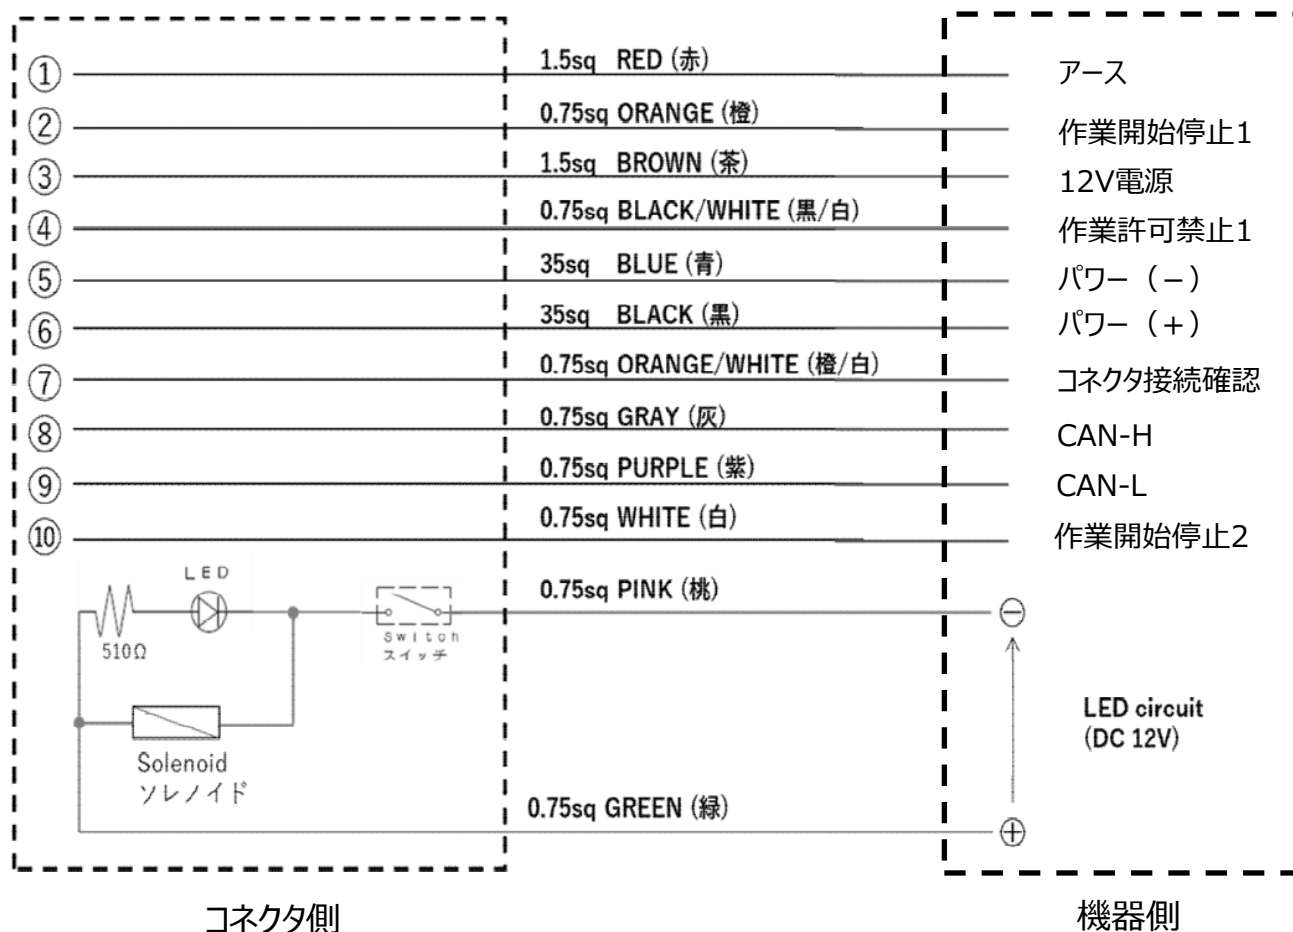 ① 1.5sq RED (赤) アース
② 0.75sq ORANGE (橙) 作業開始停止1
③ 1.5sq BROWN (茶) 12V電源
④ 0.75sq BLACK/WHITE (黒/白) 作業許可禁止1
⑤ 35sq BLUE (青) パワー（－）
⑥ 35sq BLACK (黒) パワー（＋）
⑦ 0.75sq ORANGE/WHITE (橙/白) コネクタ接続確認
⑧ 0.75sq GRAY (灰) CAN-H
⑨ 0.75sq PURPLE (紫) CAN-L
⑩ 0.75sq WHITE (白) 作業開始停止2
LED
0.75sq PINK (桃)
510Ω
Switch
スイッチ
⊖
LED circuit
(DC 12V)
Solenoid
ソレノイド
0.75sq GREEN (緑)
⊕
コネクタ側
機器側